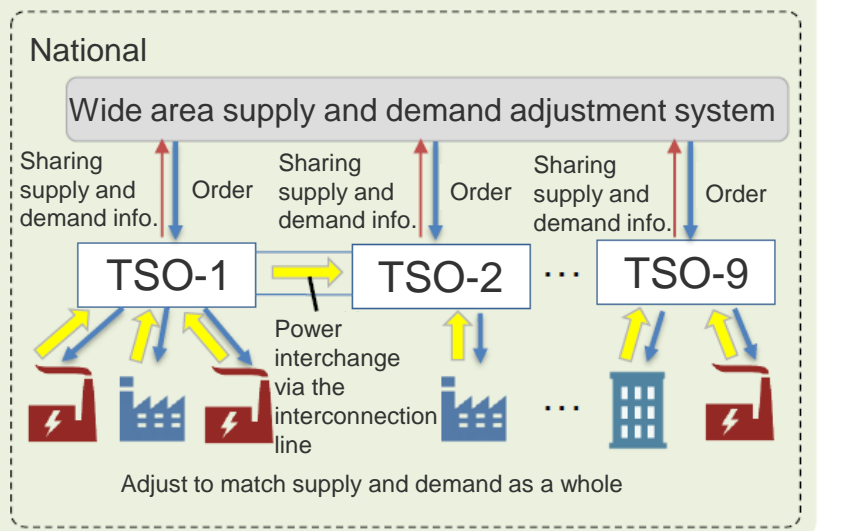 National
Wide area supply and demand adjustment system
Sharing
supply and
demand info.
Order
Sharing
supply and
demand info.
Order
Sharing
supply and
demand info.
Order
TSO-1
TSO-2
...
TSO-9
Power
interchange
via the
interconnection
line
...
Adjust to match supply and demand as a whole